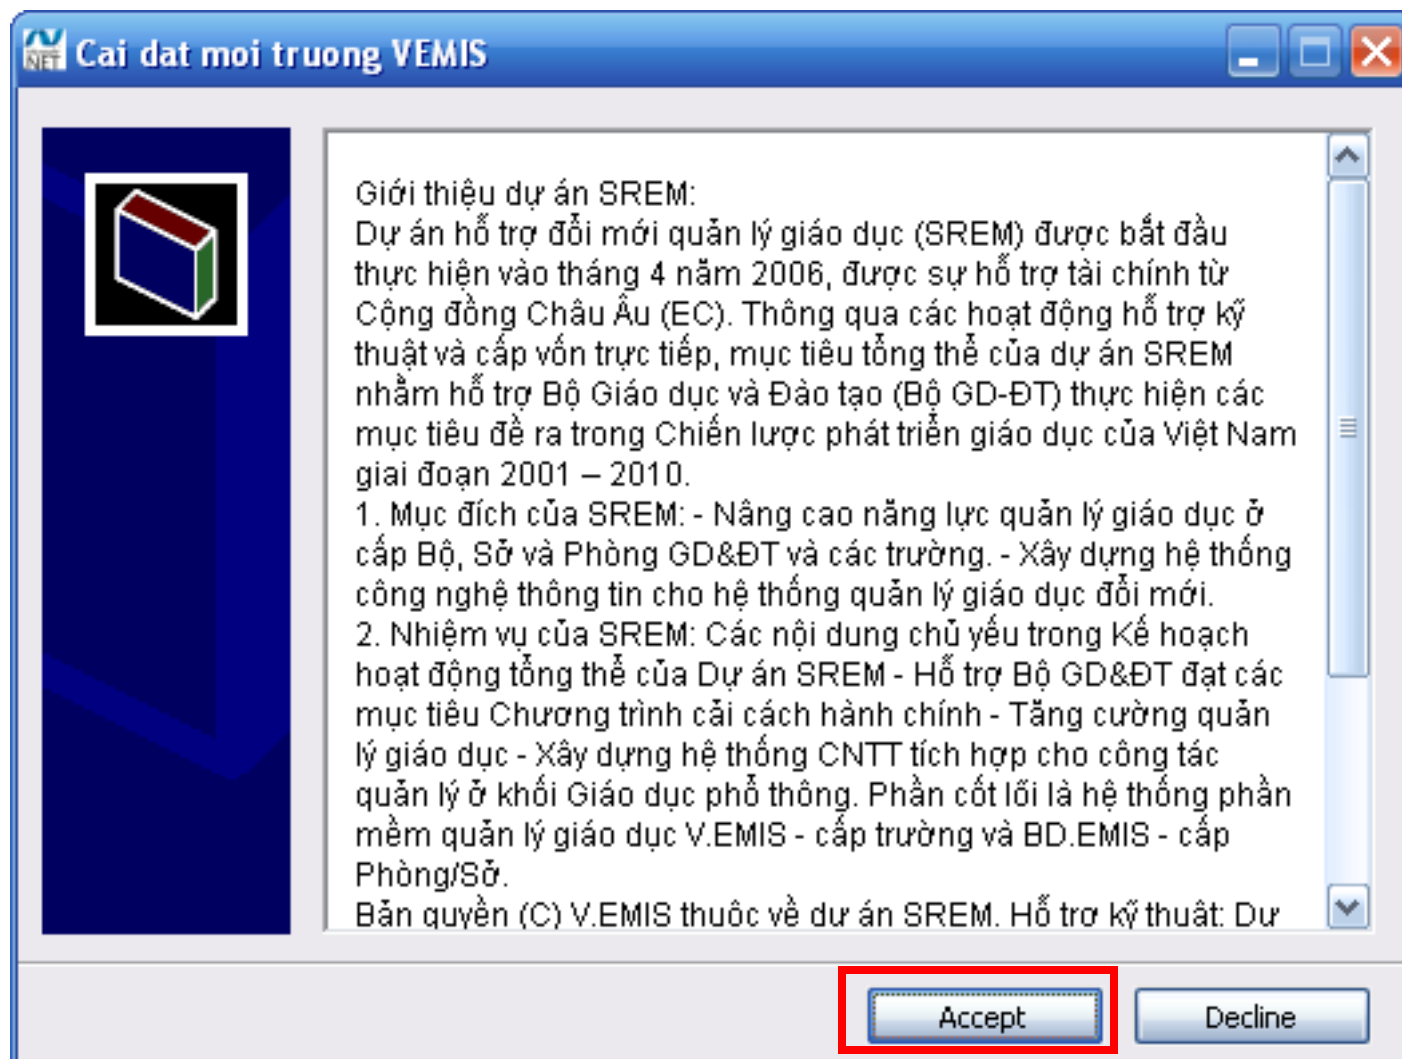 NET
Cai dat moi truong VEMIS
Giới thiệu dự án SREM:
Dự án hỗ trợ đổi mới quản lý giáo dục (SREM) được bắt đầu
thực hiện vào tháng 4 năm 2006, được sự hỗ trợ tài chính từ
Cộng đồng Châu Âu (EC). Thông qua các hoạt động hỗ trợ kỹ
thuật và cấp vốn trực tiếp, mục tiêu tổng thể của dự án SREM
nhằm hỗ trợ Bộ Giáo dục và Đào tạo (Bộ GD-ĐT) thực hiện các
mục tiêu đề ra trong Chiến lược phát triển giáo dục của Việt Nam
giai đoạn 2001 – 2010.
1. Mục đích của SREM: - Nâng cao năng lực quản lý giáo dục ở
cấp Bộ, Sở và Phòng GD&ĐT và các trường. - Xây dựng hệ thống
công nghệ thông tin cho hệ thống quản lý giáo dục đổi mới.
2. Nhiệm vụ của SREM: Các nội dung chủ yếu trong Kế hoạch
hoạt động tổng thể của Dự án SREM - Hỗ trợ Bộ GD&ĐT đạt các
mục tiêu Chương trình cải cách hành chính - Tăng cường quản
lý giáo dục - Xây dựng hệ thống CNTT tích hợp cho công tác
quản lý ở khối Giáo dục phổ thông. Phần cốt lõi là hệ thống phần
mềm quản lý giáo dục V.EMIS - cấp trường và BD.EMIS - cấp
Phòng/Sở.
Bản quyền (C) V.EMIS thuộc về dự án SREM. Hỗ trợ kỹ thuật: Dự
Accept
Decline